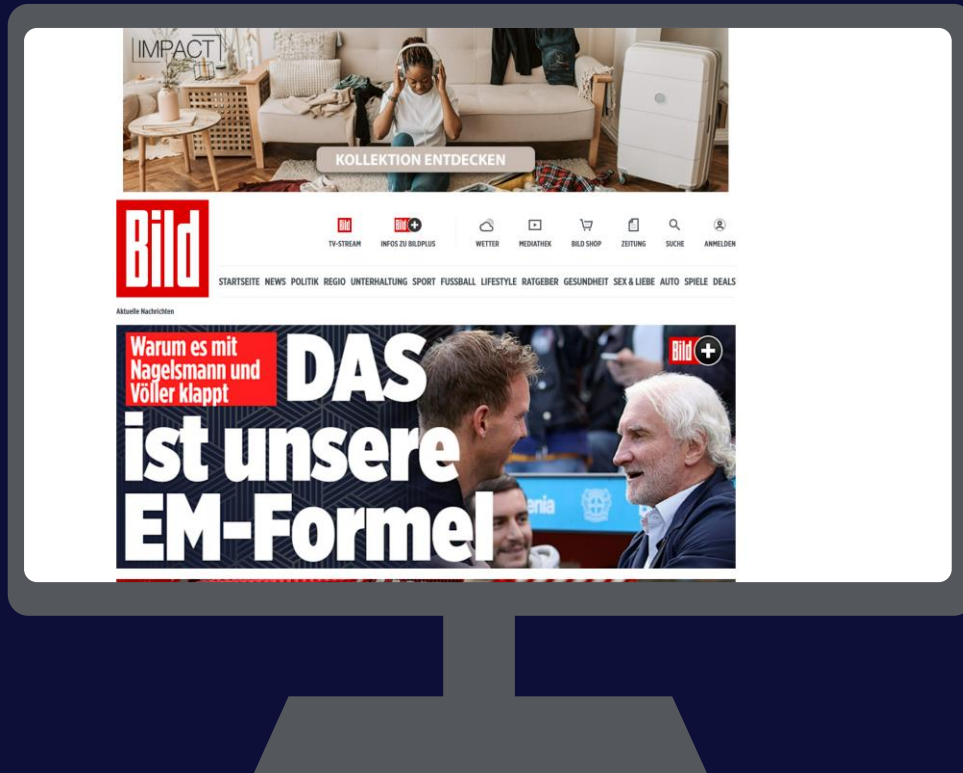 IMPACT
KOLLEKTION ENTDECKEN
Bild
Bild
Bild+
TV-STREAM
INFOS ZU BILDPLUS
WETTER
MEDIATHEK
BILD SHOP
ZEITUNG
SUCHE
ANMELDEN
STARTSEITE NEWS POLITIK REGIO UNTERHALTUNG SPORT FUSSBALL LIFESTYLE RATGEBER GESUNDHEIT SEX & LIEBE AUTO SPIELE DEALS
Aktuelle Nachrichten
Warum es mit
Nagelsmann und
Völler klappt
Bild+
DAS
ist unsere
EM-Formel